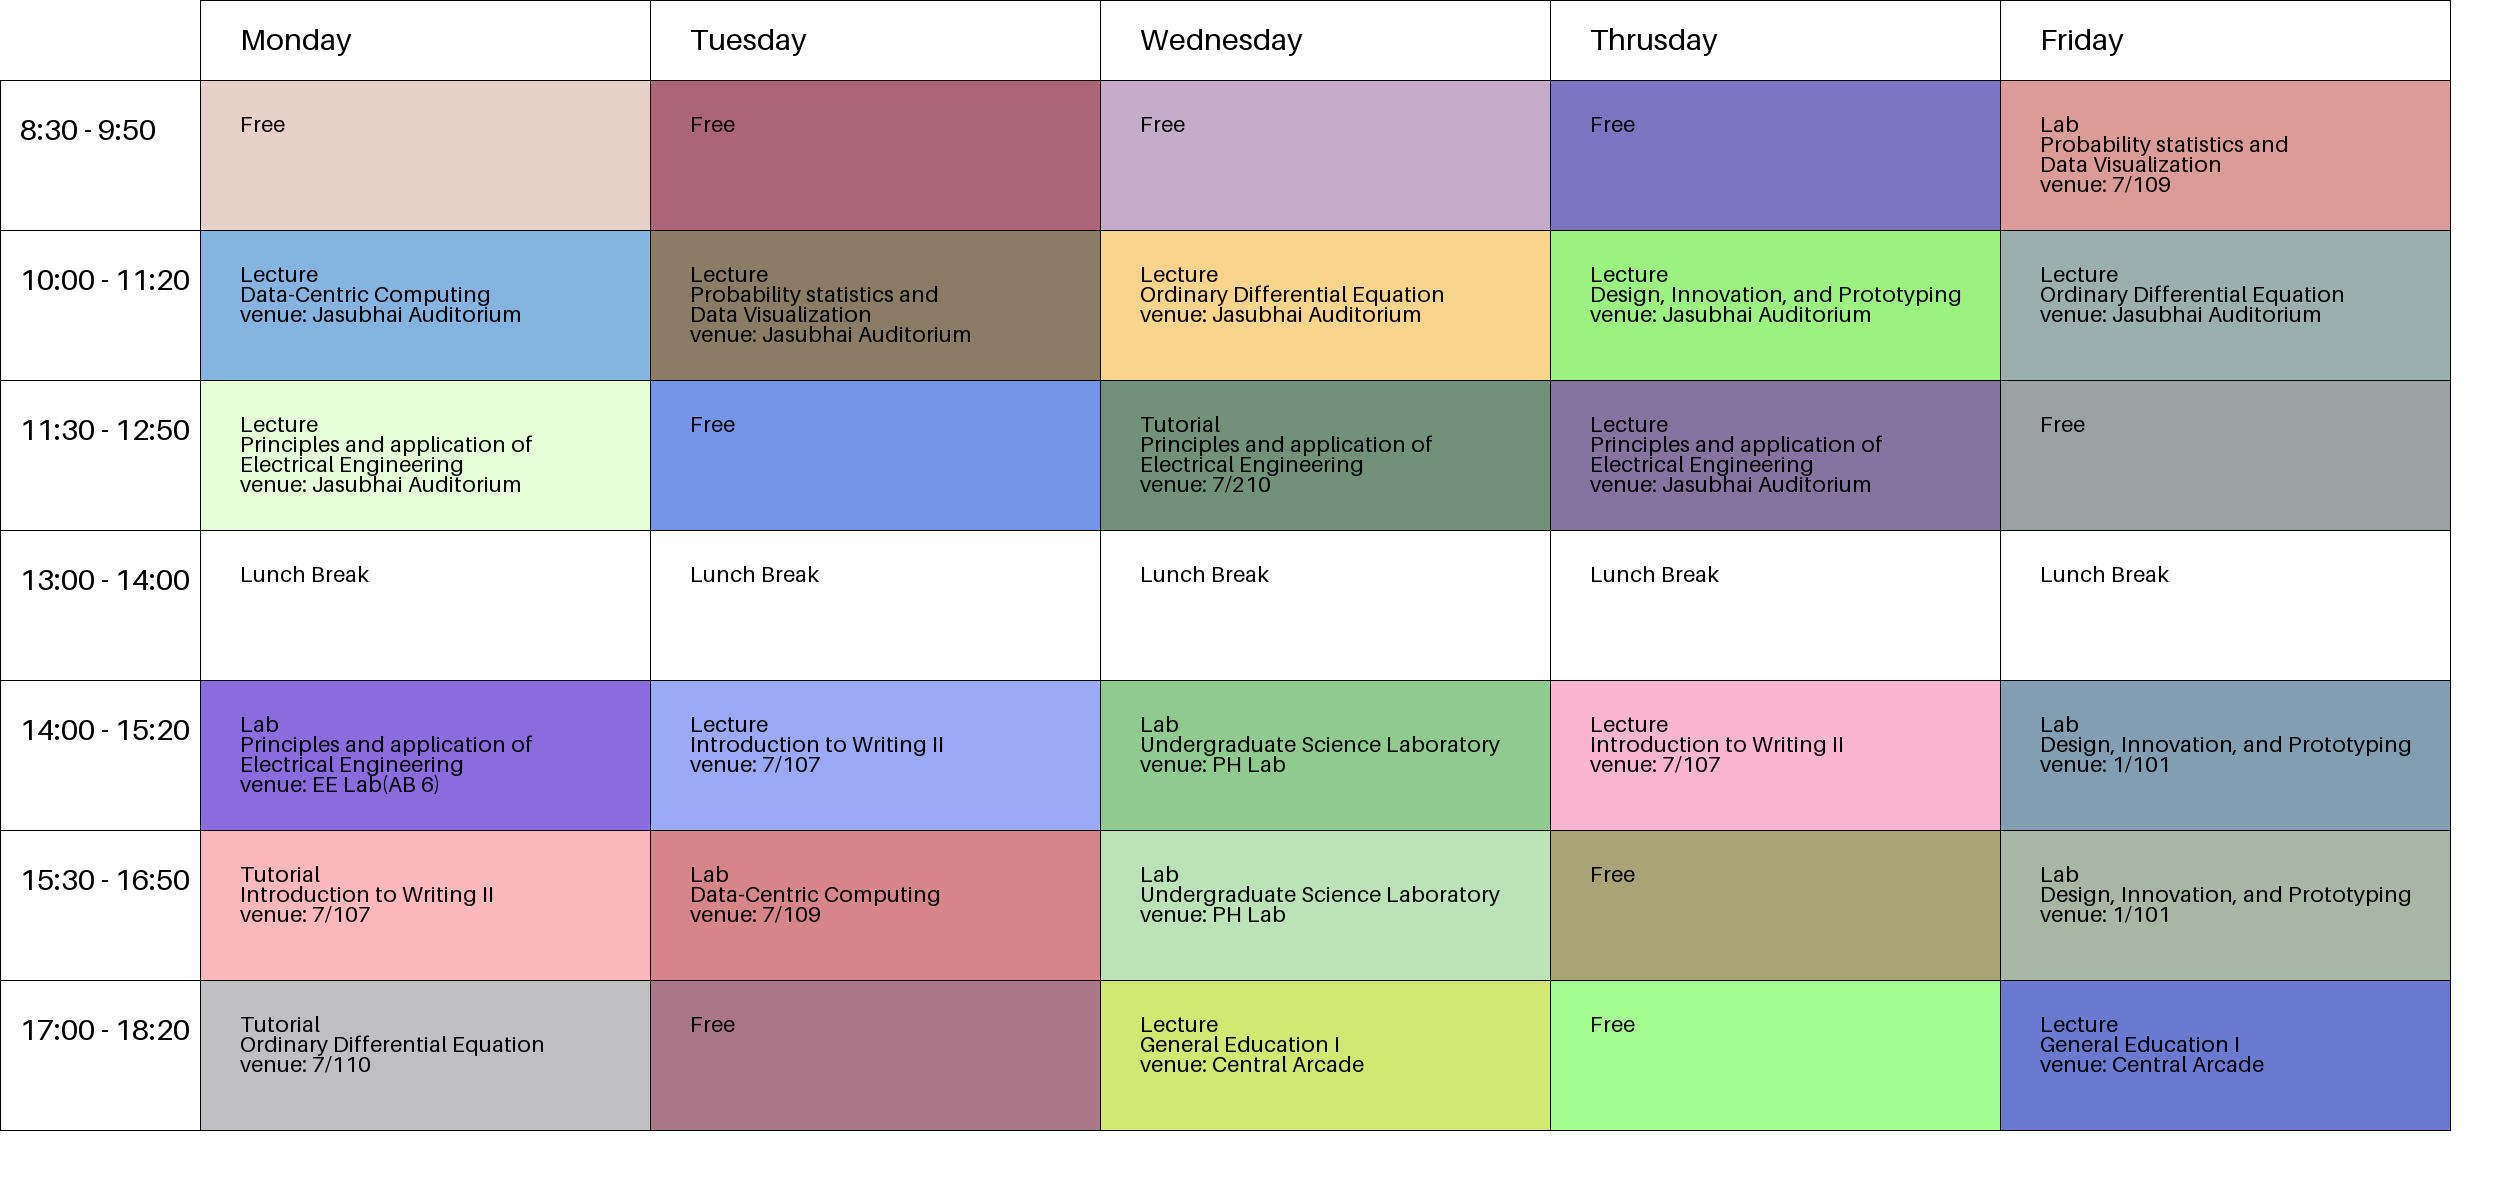 Monday
Tuesday
Wednesday
Thrusday
Friday
8:30 - 9:50
Free
Free
Free
Free
Lab
Probability statistics and
Data Visualization
venue: 7/109
10:00 - 11:20
Lecture
Data-Centric Computing
venue: Jasubhai Auditorium
Lecture
Probability statistics and
Data Visualization
venue: Jasubhai Auditorium
Lecture
Ordinary Differential Equation
venue: Jasubhai Auditorium
Lecture
Design, Innovation, and Prototyping
venue: Jasubhai Auditorium
Lecture
Ordinary Differential Equation
venue: Jasubhai Auditorium
11:30 - 12:50
Lecture
Principles and application of
Electrical Engineering
venue: Jasubhai Auditorium
Free
Tutorial
Principles and application of
Electrical Engineering
venue: 7/210
Lecture
Principles and application of
Electrical Engineering
venue: Jasubhai Auditorium
Free
13:00 - 14:00
Lunch Break
Lunch Break
Lunch Break
Lunch Break
Lunch Break
14:00 - 15:20
Lab
Principles and application of
Electrical Engineering
venue: EE Lab(AB 6)
Lecture
Introduction to Writing II
venue: 7/107
Lab
Undergraduate Science Laboratory
venue: PH Lab
Lecture
Introduction to Writing II
venue: 7/107
Lab
Design, Innovation, and Prototyping
venue: 1/101
15:30 - 16:50
Tutorial
Introduction to Writing II
venue: 7/107
Lab
Data-Centric Computing
venue: 7/109
Lab
Undergraduate Science Laboratory
venue: PH Lab
Free
Lab
Design, Innovation, and Prototyping
venue: 1/101
17:00 - 18:20
Tutorial
Ordinary Differential Equation
venue: 7/110
Free
Lecture
General Education I
venue: Central Arcade
Free
Lecture
General Education I
venue: Central Arcade